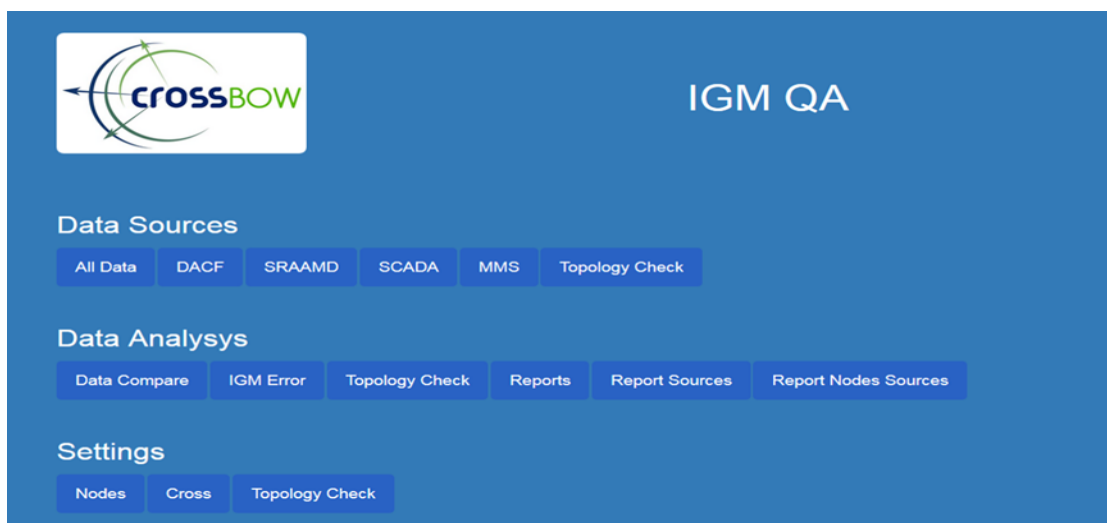 crossBOW
IGM QA
Data Sources
All Data DACF SRAAMD SCADA MMS Topology Check
Data Analysys
Data Compare IGM Error Topology Check Reports Report Sources Report Nodes Sources
Settings
Nodes Cross Topology Check